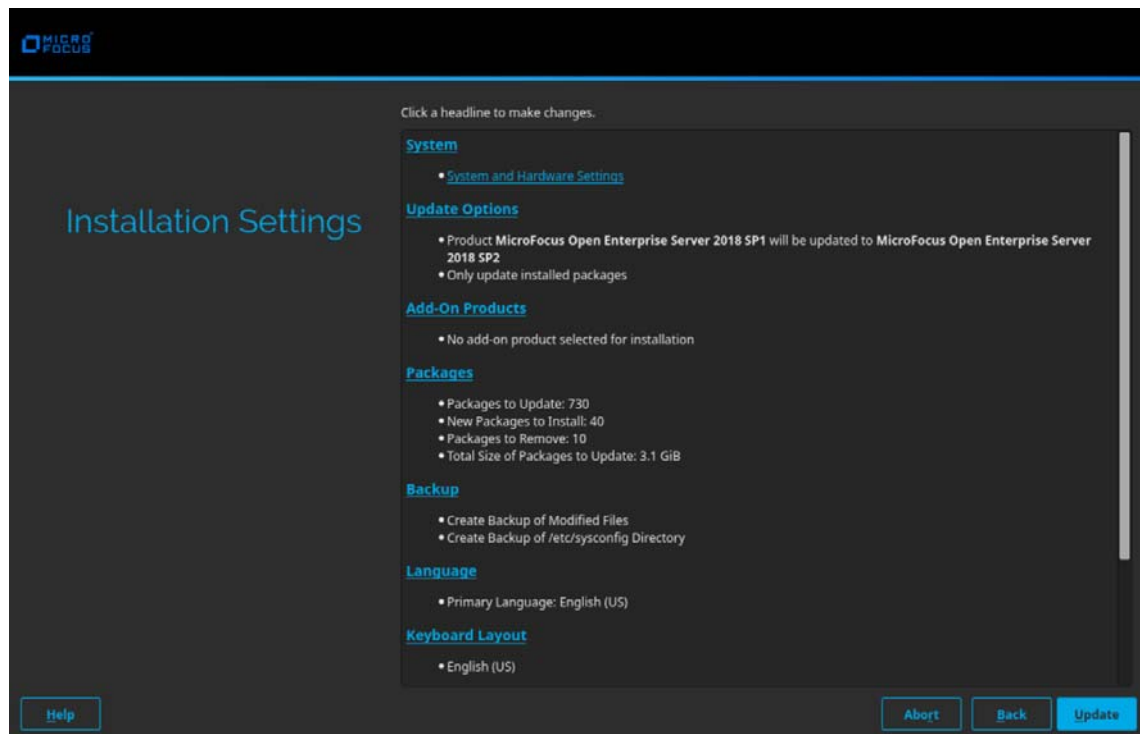 MICRO
FOCUS
Click a headline to make changes.
System
• System and Hardware Settings
Installation Settings
Update Options
• Product MicroFocus Open Enterprise Server 2018 SP1 will be updated to MicroFocus Open Enterprise Server
2018 SP2
• Only update installed packages
Add-On Products
• No add-on product selected for installation
Packages
• Packages to Update: 730
• New Packages to Install: 40
• Packages to Remove: 10
• Total Size of Packages to Update: 3.1 GiB
Backup
• Create Backup of Modified Files
• Create Backup of /etc/sysconfig Directory
Language
• Primary Language: English (US)
Keyboard Layout
• English (US)
Help
Abort
Back
Update